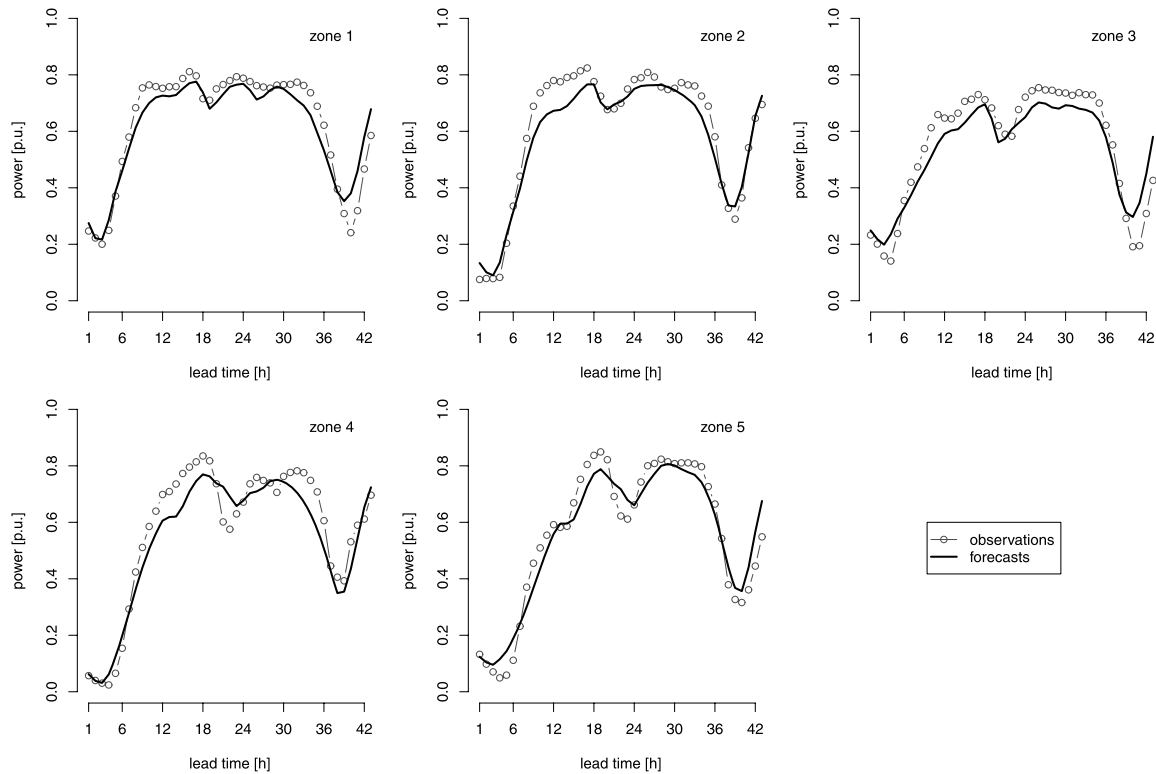 zone 1
power [p.u.]
0.0 0.2 0.4 0.6 0.8 1.0
1 6 12 18 24 30 36 42
lead time [h]
zone 2
power [p.u.]
0.0 0.2 0.4 0.6 0.8 1.0
1 6 12 18 24 30 36 42
lead time [h]
zone 3
power [p.u.]
0.0 0.2 0.4 0.6 0.8 1.0
1 6 12 18 24 30 36 42
lead time [h]
zone 4
power [p.u.]
0.0 0.2 0.4 0.6 0.8 1.0
1 6 12 18 24 30 36 42
lead time [h]
zone 5
power [p.u.]
0.0 0.2 0.4 0.6 0.8 1.0
1 6 12 18 24 30 36 42
lead time [h]
observations
forecasts